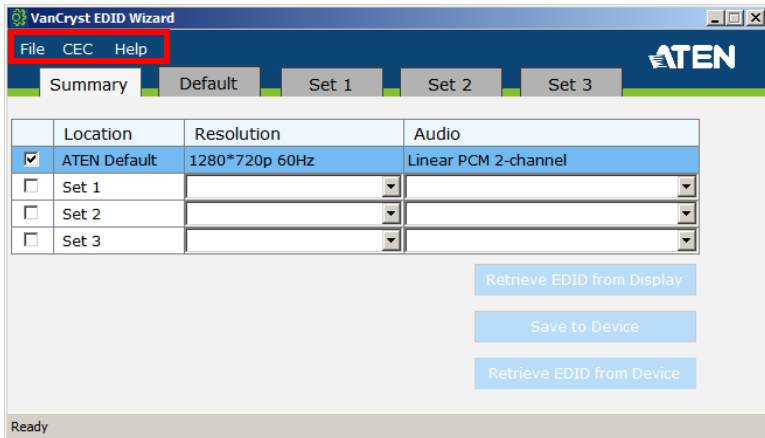 VanCryst EDID Wizard
File CEC Help
ATEN
Summary Default Set 1 Set 2 Set 3
Location Resolution Audio
ATEN Default 1280*720p 60Hz Linear PCM 2-channel
Set 1
Set 2
Set 3
Retrieve EDID from Display
Save to Device
Retrieve EDID from Device
Ready